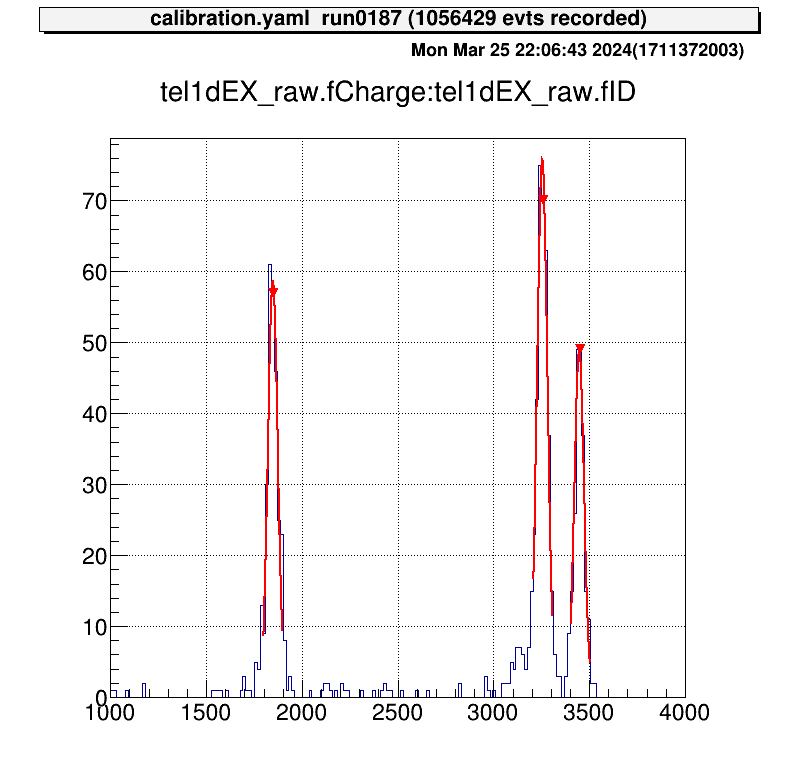 calibration.yaml run0187 (1056429 evts recorded)
Mon Mar 25 22:06:43 2024(1711372003)
tel1dEX_raw.fCharge:tel1dEX_raw.fID
70
60
50
40
30
20
10
0
1000 1500 2000 2500 3000 3500 4000